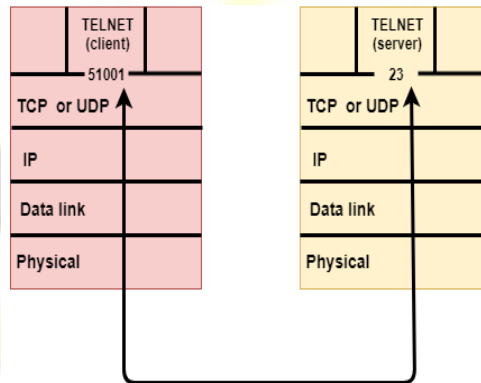 TELNET
(client)
51001
TCP or UDP
IP
Data link
Physical
TELNET
(server)
23
TCP or UDP
IP
Data link
Physical